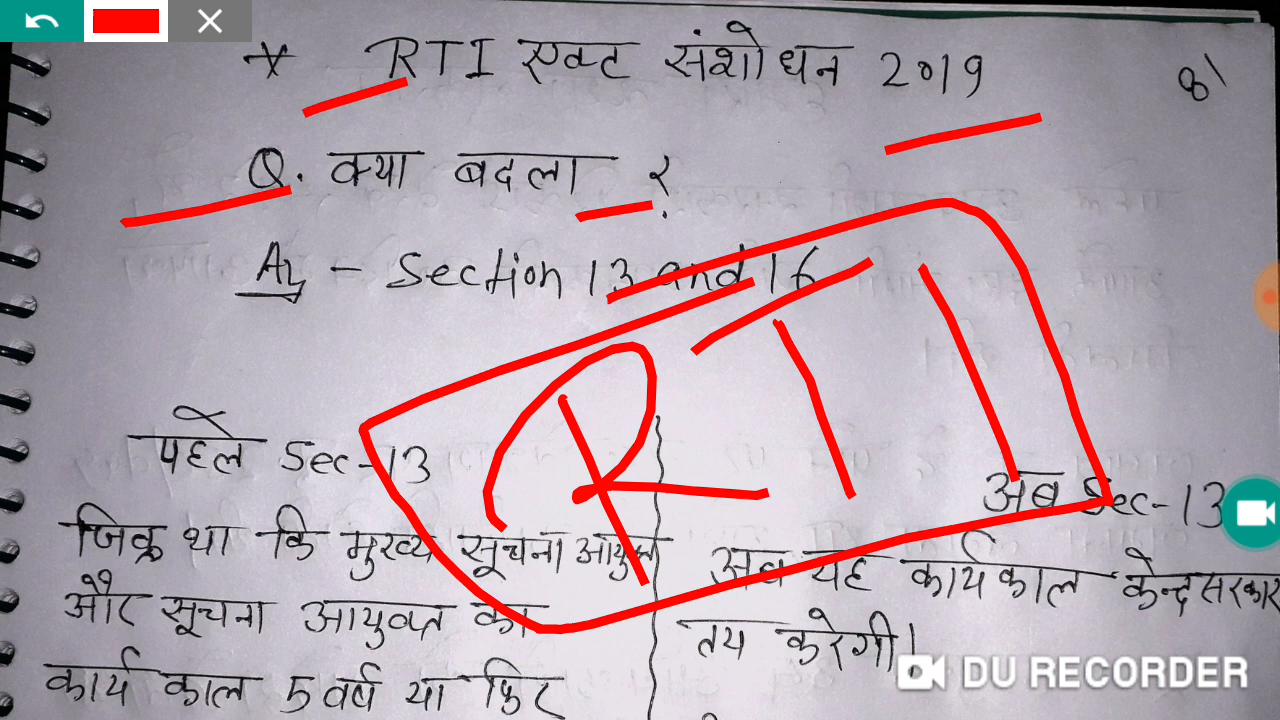 * RTI एक्ट संशोधन 2019
Q. क्या बदला ?
Ay - Section 13 and 16
RTI
पहले Sec-13
जिक्र था कि मुख्य सूचना आयुक्त
और सूचना आयुक्त का
कार्य काल 5 वर्ष या फिर
अब Sec-13
अब यह कार्यकाल केन्द्र सरकार
तय करेगी।
DU RECORDER